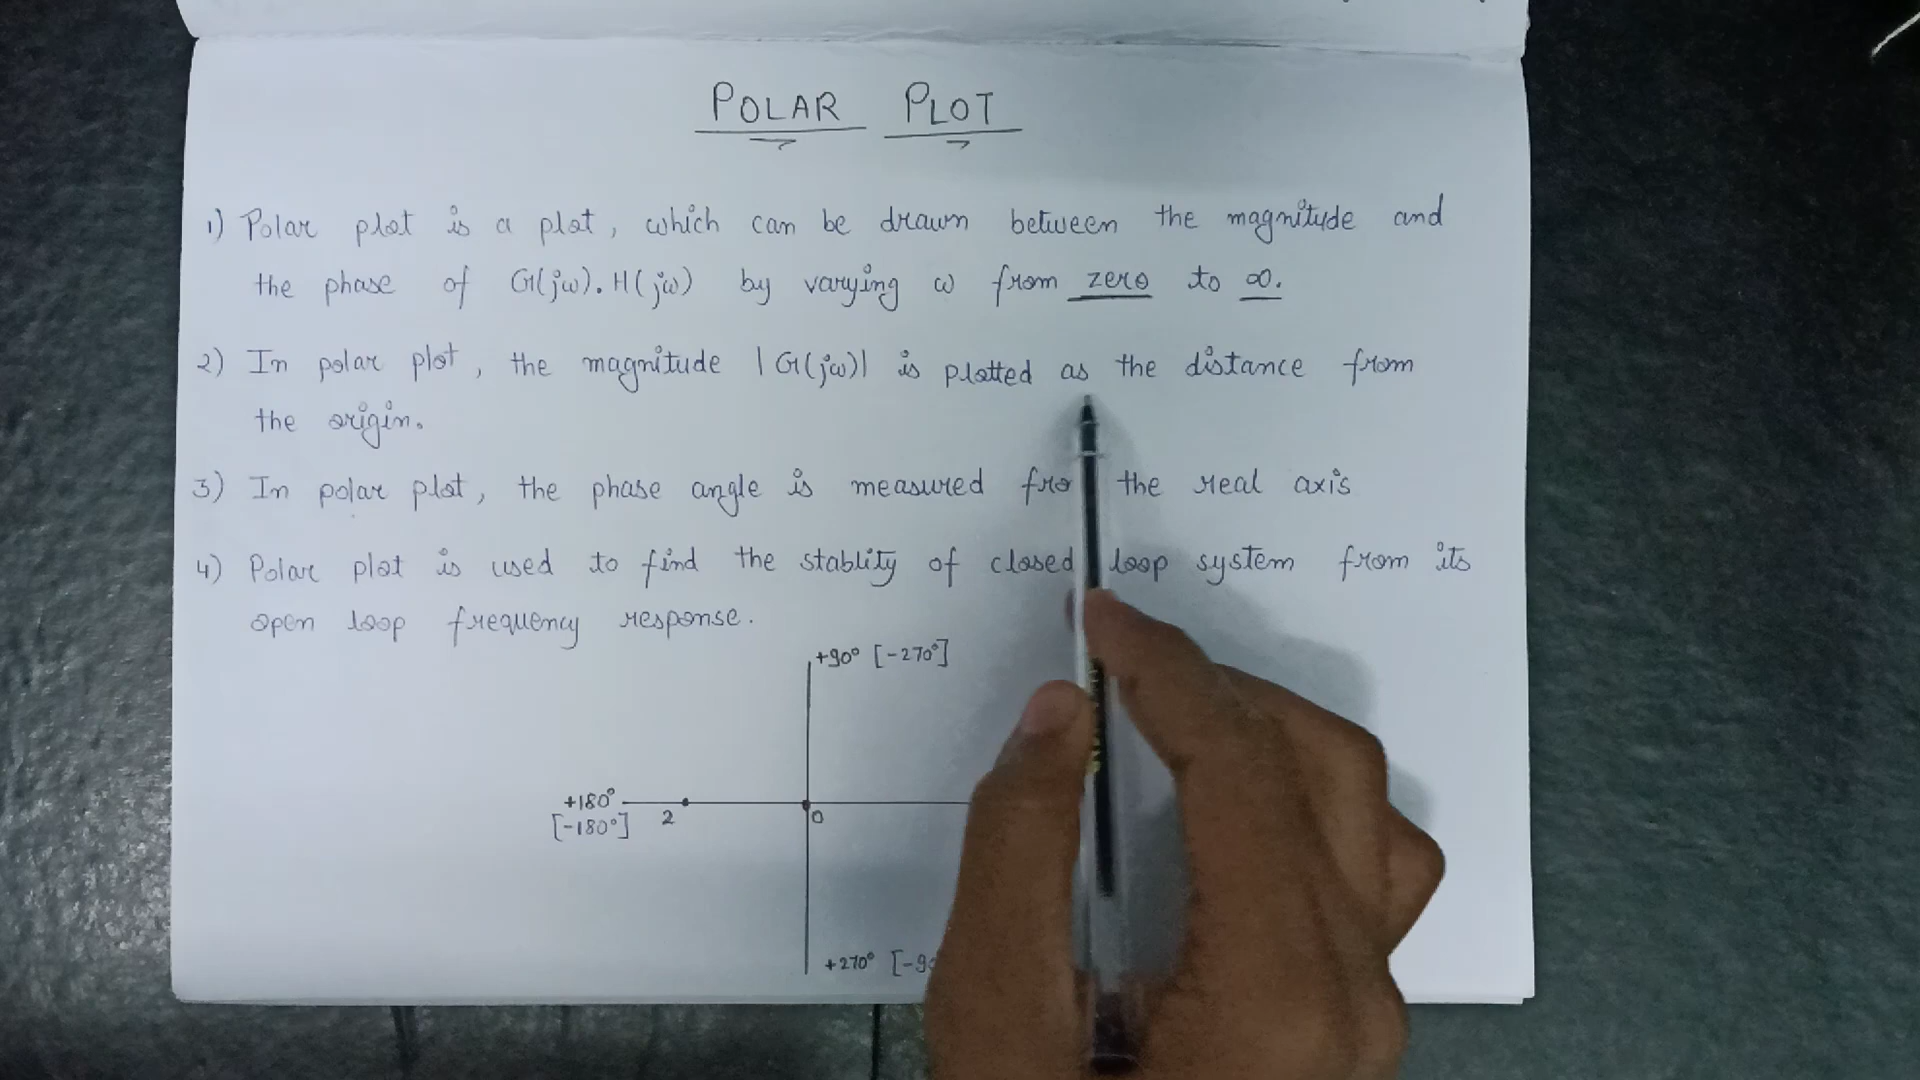 POLAR PLOT
1) Polar plot is a plot, which can be drawn between the magnitude and
the phase of G(jω).H(jω) by varying ω from zero to ∞.
2) In polar plot, the magnitude |G(jω)| is plotted as the distance from
the origin.
3) In polar plot, the phase angle is measured fro the real axis
4) Polar plot is used to find the stablity of closed loop system from its
open loop frequency response.
+90° [-270°]
+180°
[-180°] 2 0
+270° [-9